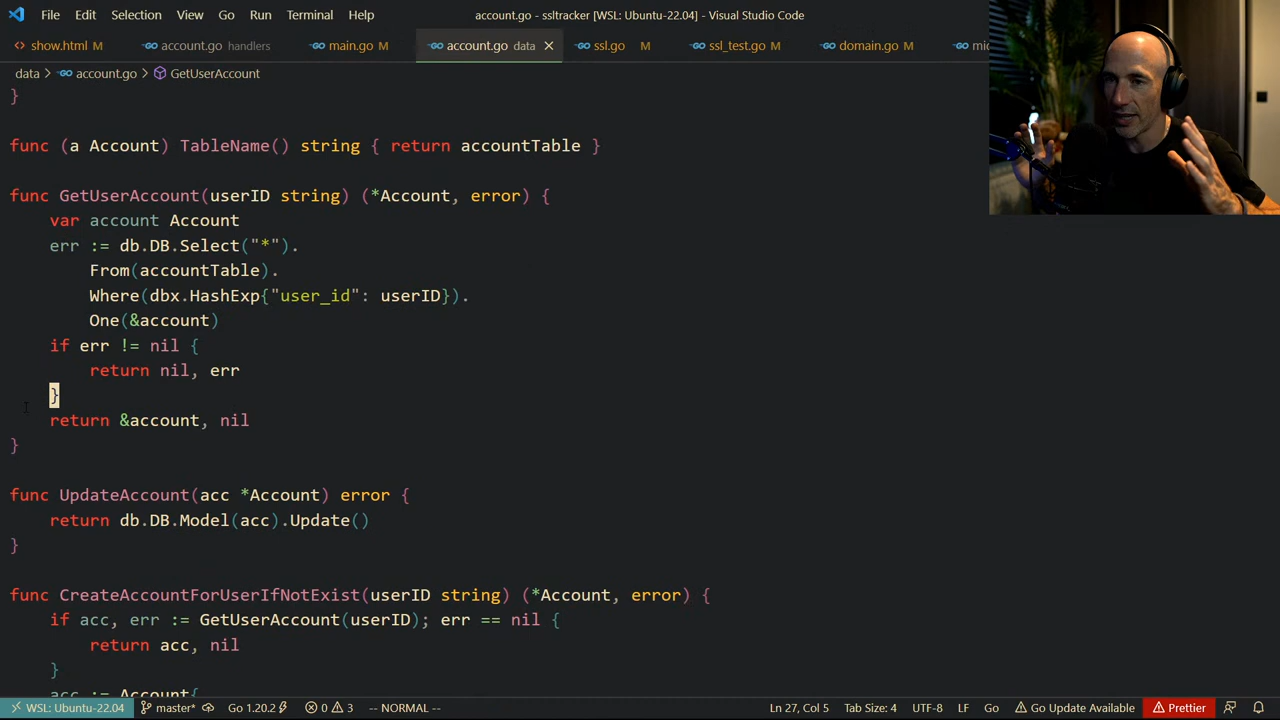 File Edit Selection View Go Run Terminal Help account.go - ssltracker [WSL: Ubuntu-22.04] - Visual Studio Code
show.html M account.go handlers main.go M account.go data ssl.go M ssl_test.go M domain.go M
data > account.go > GetUserAccount
}
func (a Account) TableName() string { return accountTable }
func GetUserAccount(userID string) (*Account, error) {
var account Account
err := db.DB.Select("*").
From(accountTable).
Where(dbx.HashExp{"user_id": userID}).
One(&account)
if err != nil {
return nil, err
}
return &account, nil
}
func UpdateAccount(acc *Account) error {
return db.DB.Model(acc).Update()
}
func CreateAccountForUserIfNotExist(userID string) (*Account, error) {
if acc, err := GetUserAccount(userID); err == nil {
return acc, nil
}
acc := Account{
WSL: Ubuntu-22.04 master* Go 1.20.2 0 3 -- NORMAL -- Ln 27, Col 5 Tab Size: 4 UTF-8 LF Go Go Update Available Prettier